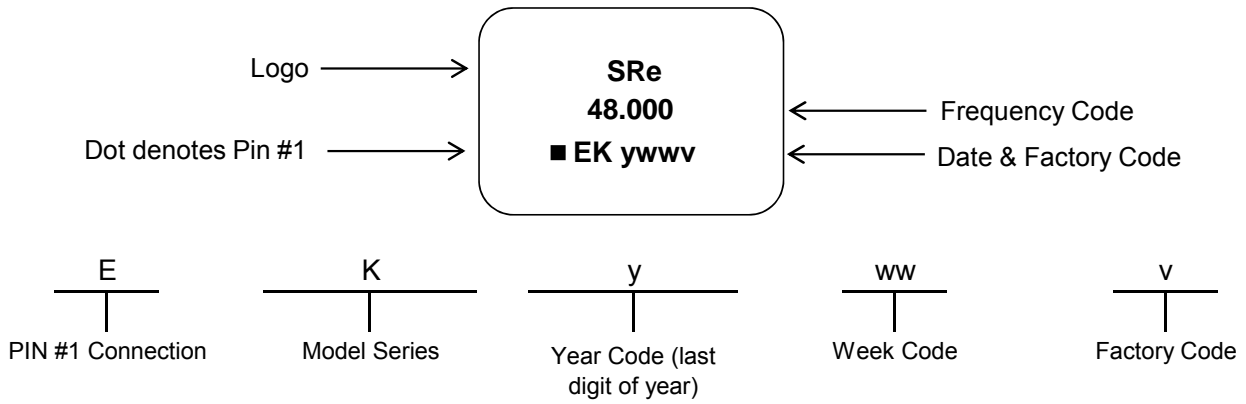 Logo
SRe
48.000
Frequency Code
Dot denotes Pin #1
■ EK ywwv
Date & Factory Code
E
K
y
ww
v
PIN #1 Connection
Model Series
Year Code (last
digit of year)
Week Code
Factory Code